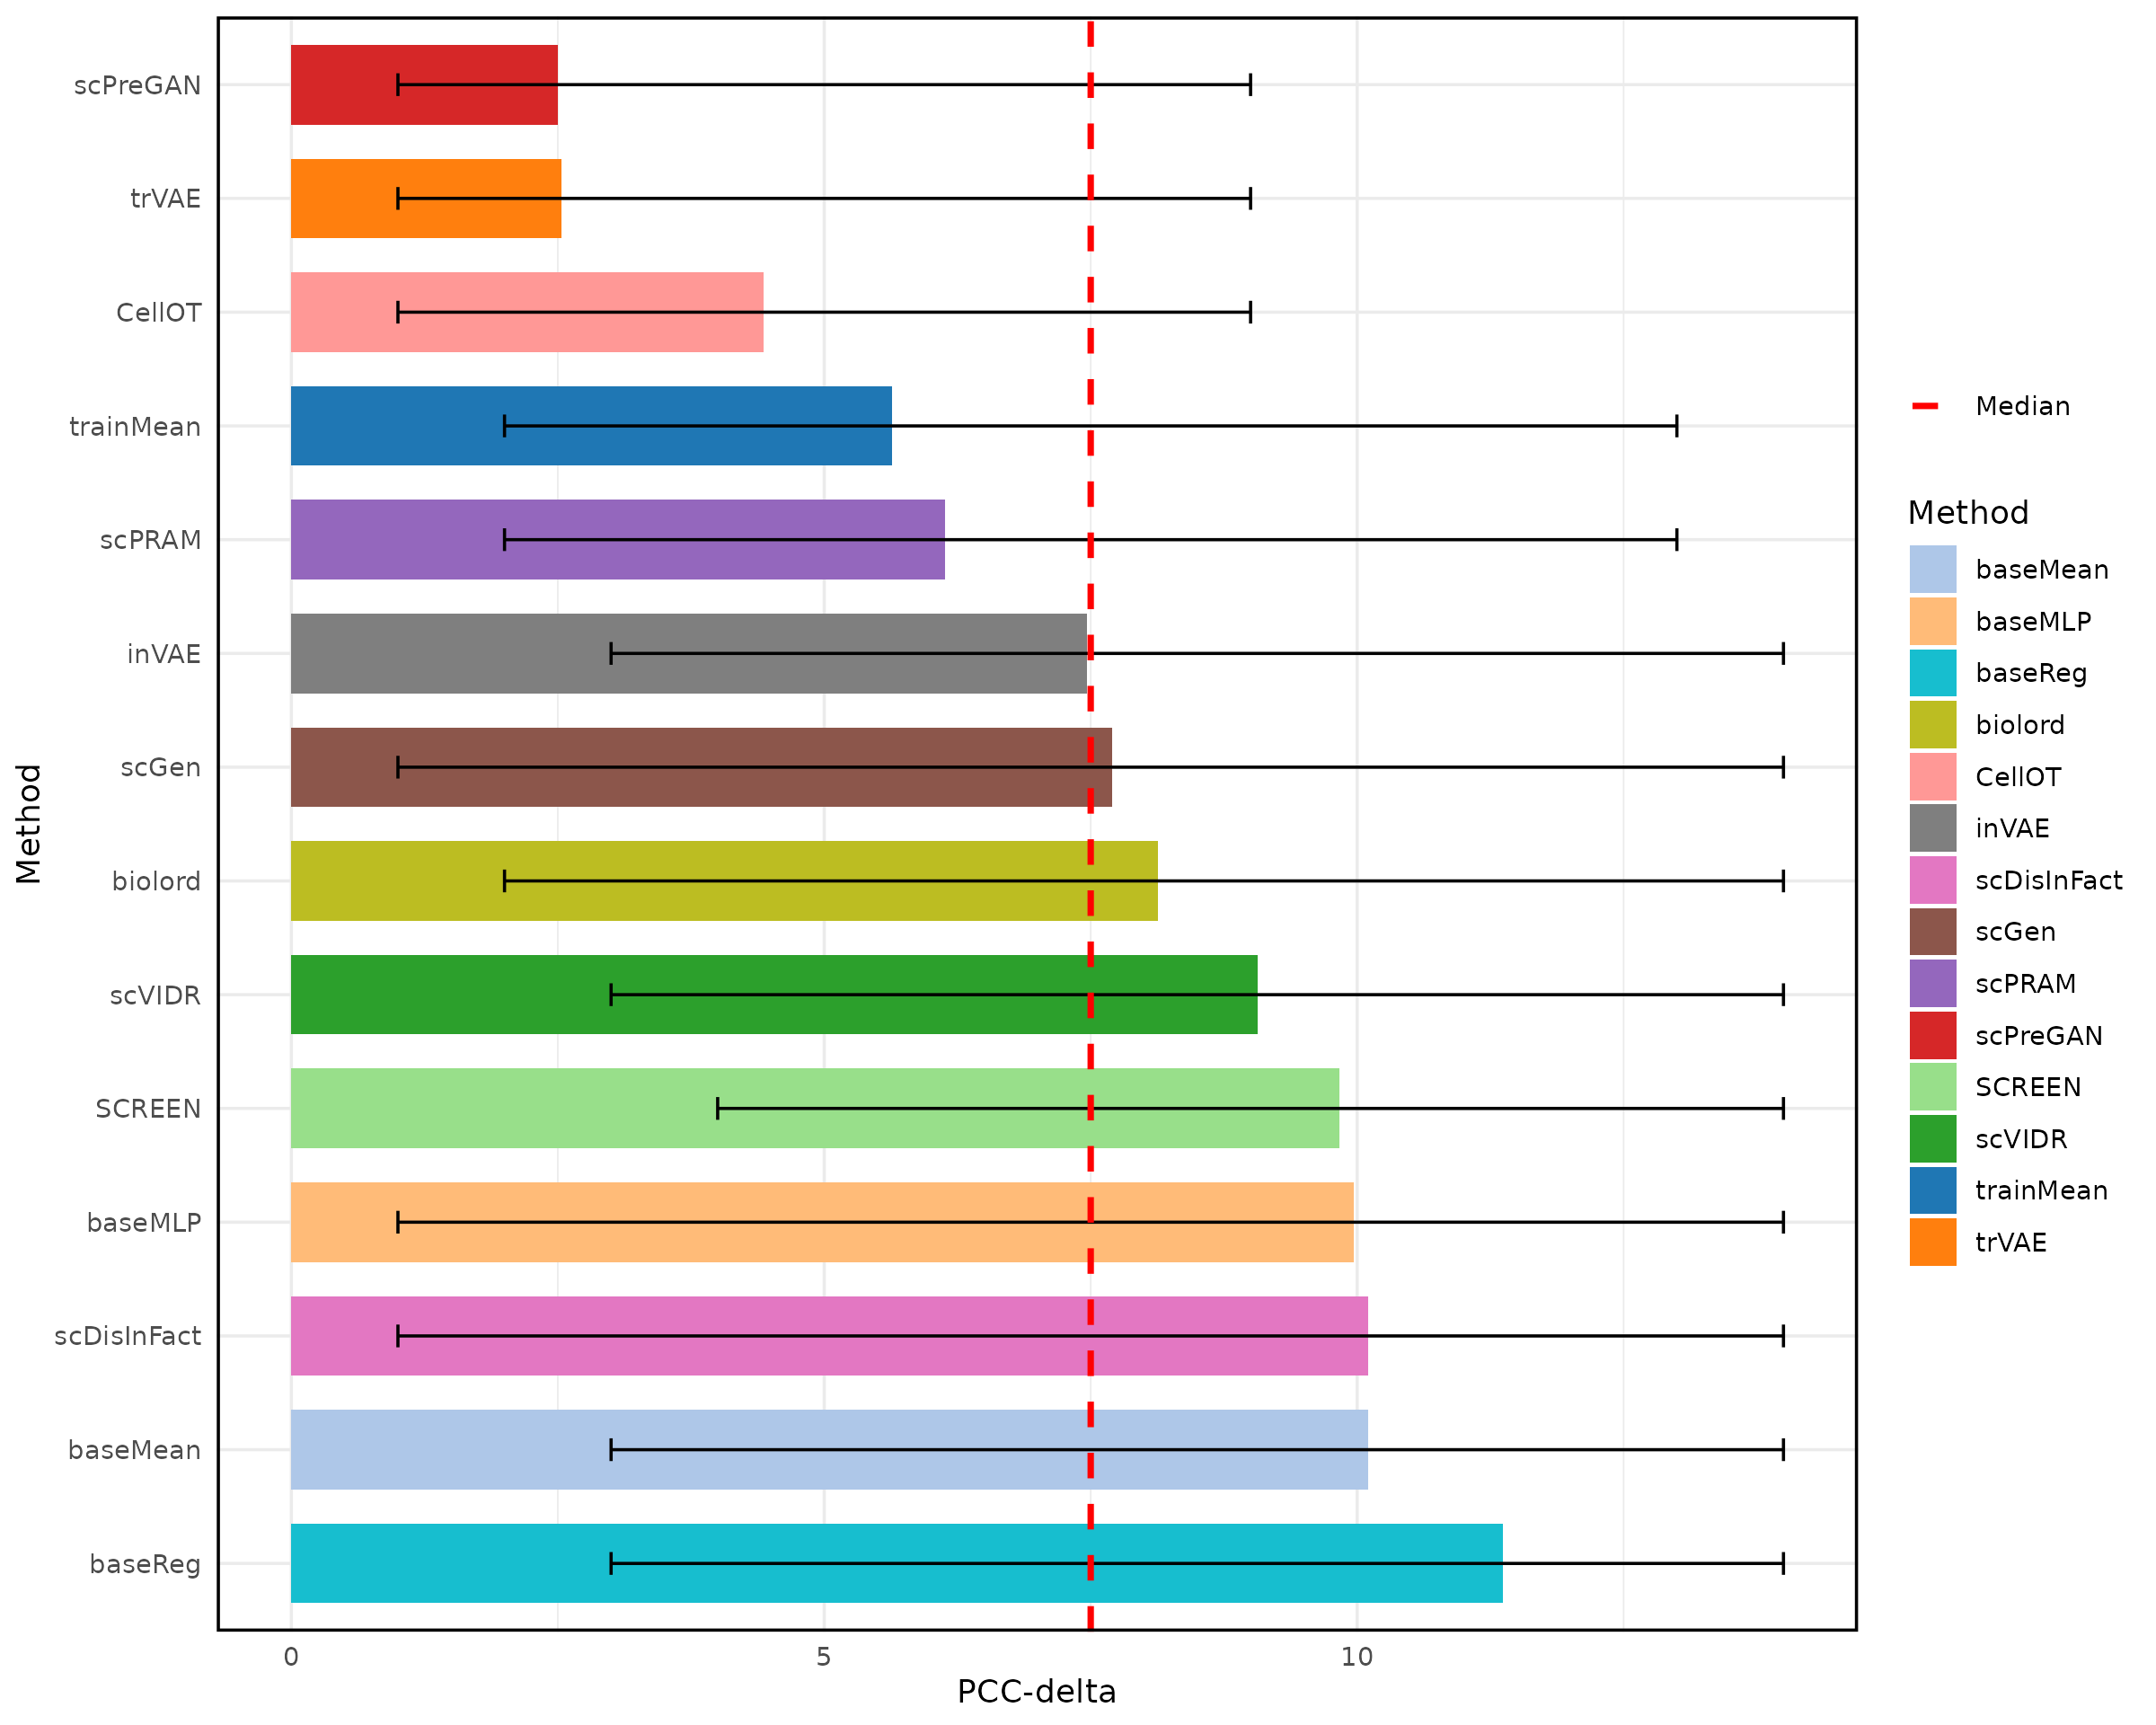 Method
scPreGAN
trVAE
CellOT
trainMean
scPRAM
inVAE
scGen
biolord
scVIDR
SCREEN
baseMLP
scDisInFact
baseMean
baseReg
0
5
10
PCC-delta
Median
Method
baseMean
baseMLP
baseReg
biolord
CellOT
inVAE
scDisInFact
scGen
scPRAM
scPreGAN
SCREEN
scVIDR
trainMean
trVAE